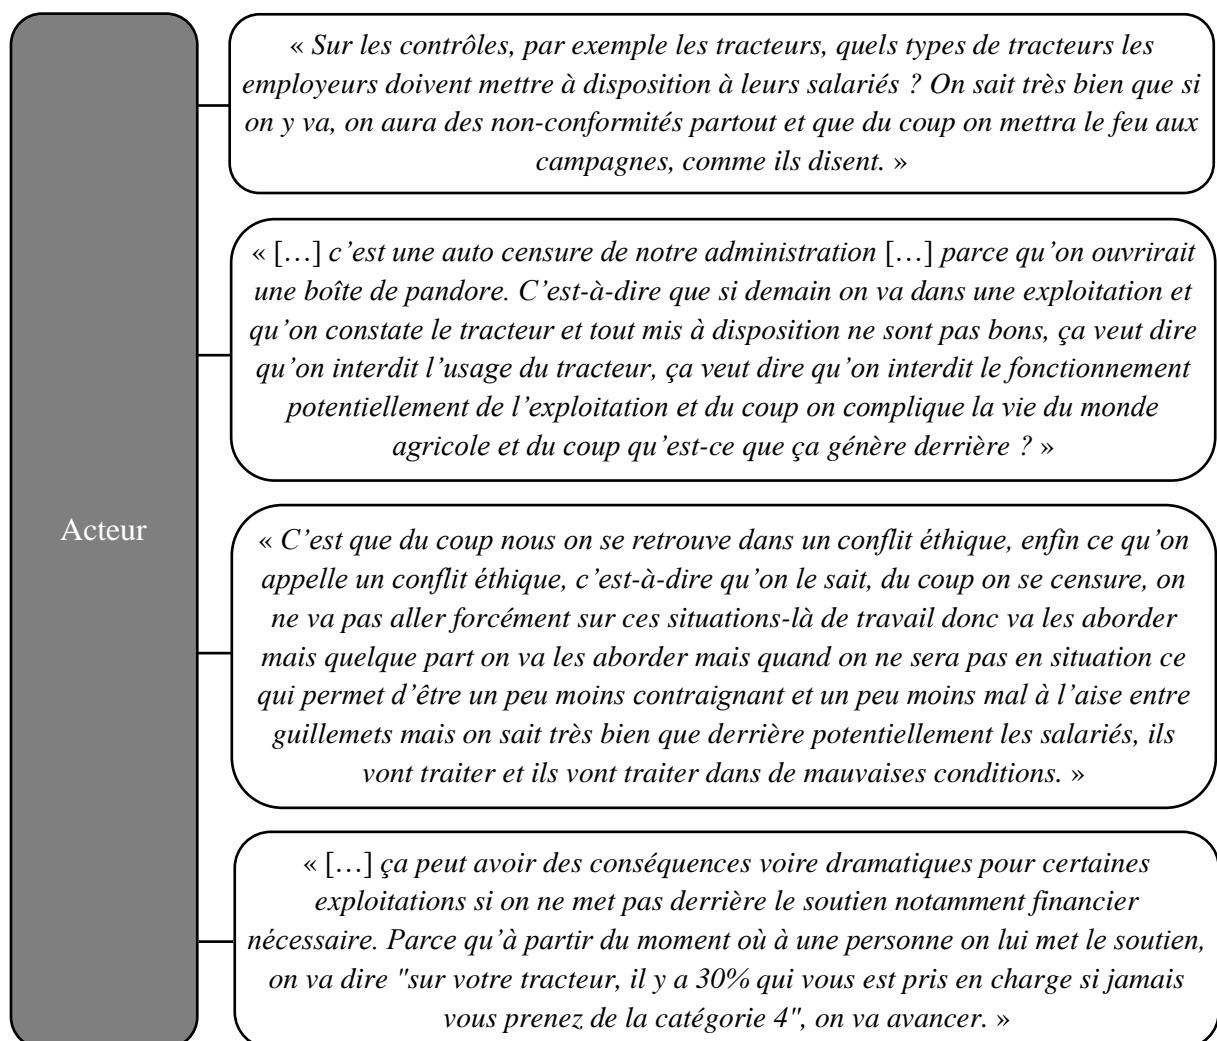 « Sur les contrôles, par exemple les tracteurs, quels types de tracteurs les
employeurs doivent mettre à disposition à leurs salariés ? On sait très bien que si
on y va, on aura des non-conformités partout et que du coup on mettra le feu aux
campagnes, comme ils disent. »
« […] c’est une auto censure de notre administration […] parce qu’on ouvrirait
une boîte de pandore. C’est-à-dire que si demain on va dans une exploitation et
qu’on constate le tracteur et tout mis à disposition ne sont pas bons, ça veut dire
qu’on interdit l’usage du tracteur, ça veut dire qu’on interdit le fonctionnement
potentiellement de l’exploitation et du coup on complique la vie du monde
agricole et du coup qu’est-ce que ça génère derrière ? »
Acteur
« C’est que du coup nous on se retrouve dans un conflit éthique, enfin ce qu’on
appelle un conflit éthique, c’est-à-dire qu’on le sait, du coup on se censure, on
ne va pas aller forcément sur ces situations-là de travail donc va les aborder
mais quelque part on va les aborder mais quand on ne sera pas en situation ce
qui permet d’être un peu moins contraignant et un peu moins mal à l’aise entre
guillemets mais on sait très bien que derrière potentiellement les salariés, ils
vont traiter et ils vont traiter dans de mauvaises conditions. »
« […] ça peut avoir des conséquences voire dramatiques pour certaines
exploitations si on ne met pas derrière le soutien notamment financier
nécessaire. Parce qu’à partir du moment où à une personne on lui met le soutien,
on va dire "sur votre tracteur, il y a 30% qui vous est pris en charge si jamais
vous prenez de la catégorie 4", on va avancer. »